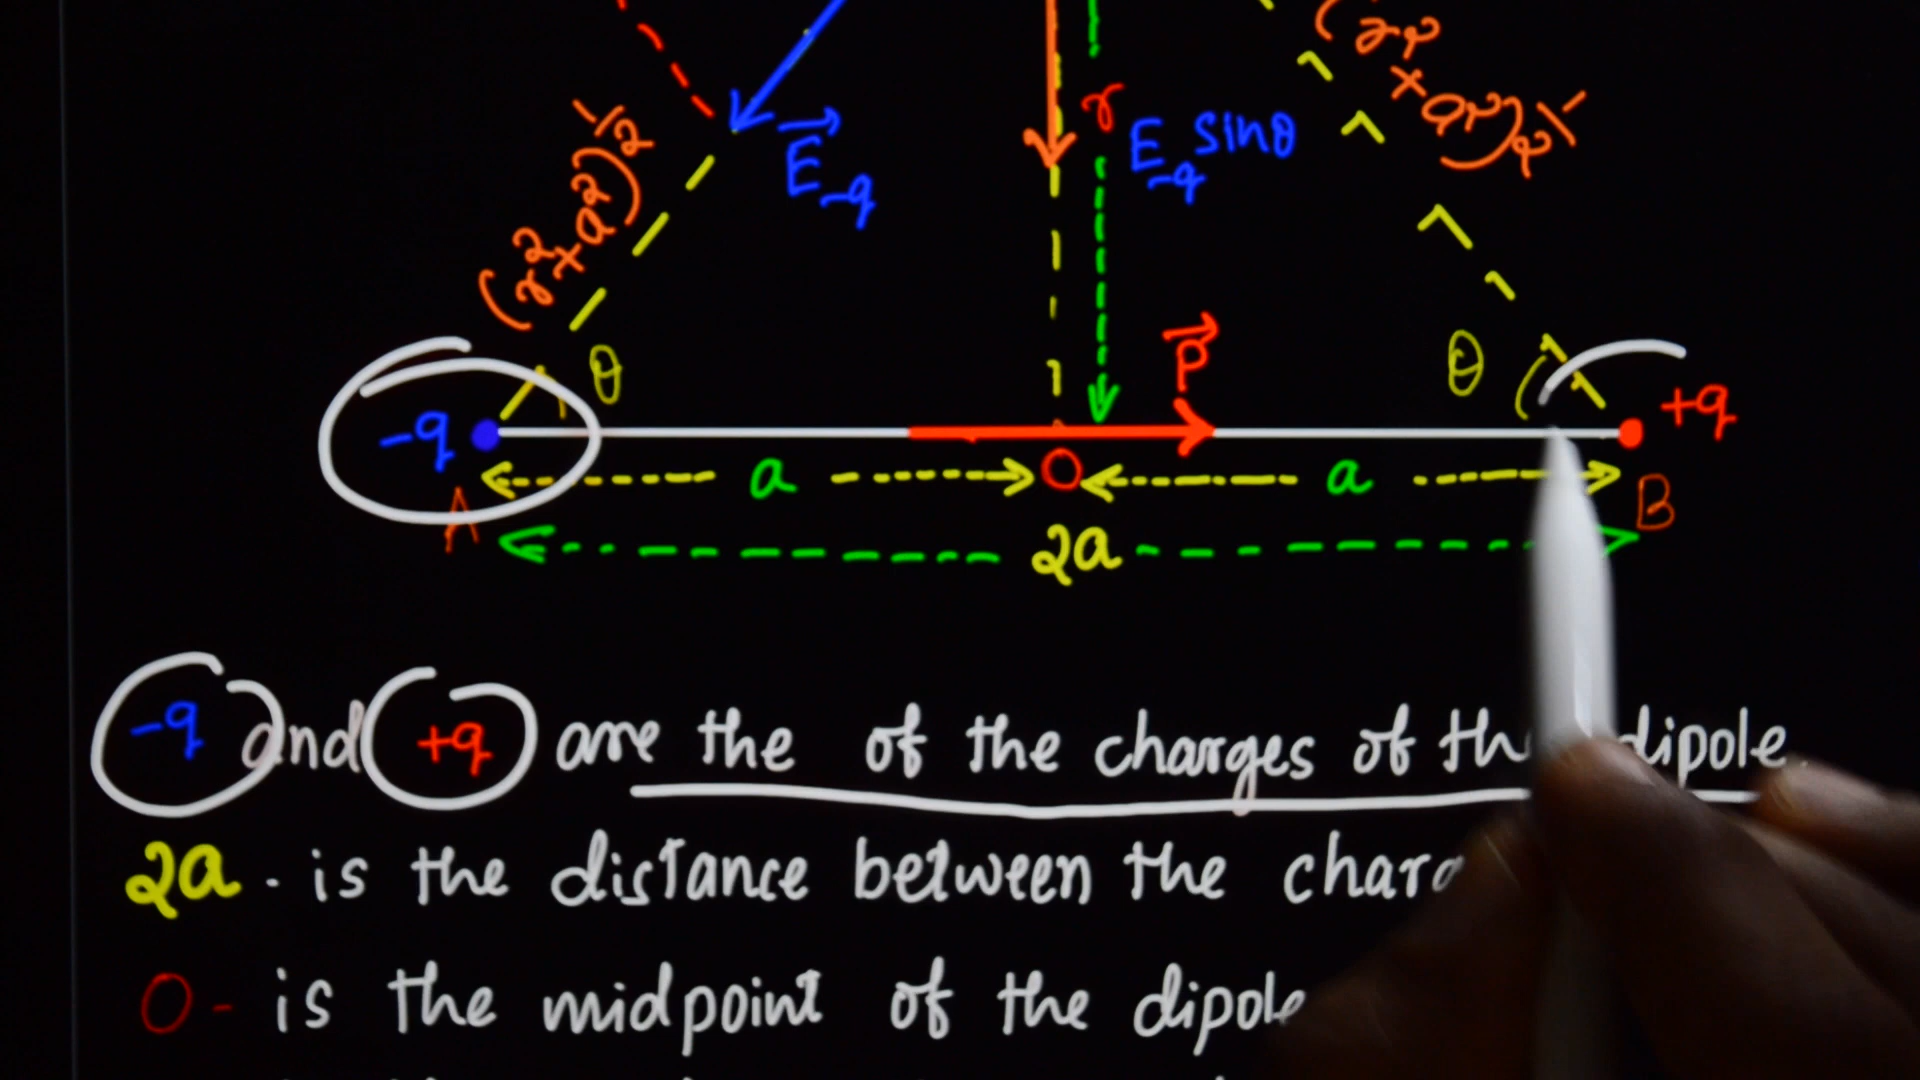 (r²+a²)^1/2
r
E-q sinθ
E-q
(r²+a²)^1/2
P
θ
θ
-q
+q
a
O
a
A
B
2a
-q and +q are the of the charges of th dipole.
2a - is the distance between the charg
O - is the midpoint of the dipole